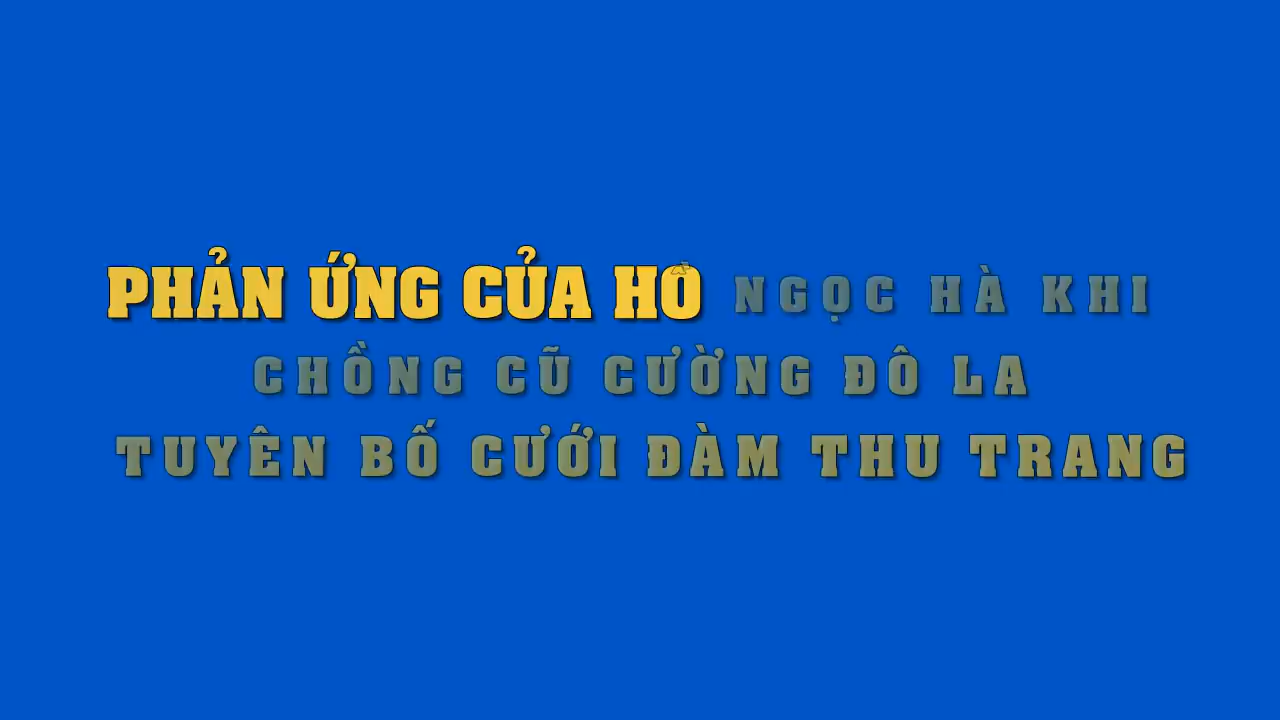 PHẢN ỨNG CỦA HỒ NGỌC HÀ KHI
CHỒNG CŨ CƯỜNG ĐÔ LA
TUYÊN BỐ CƯỚI ĐÀM THU TRANG